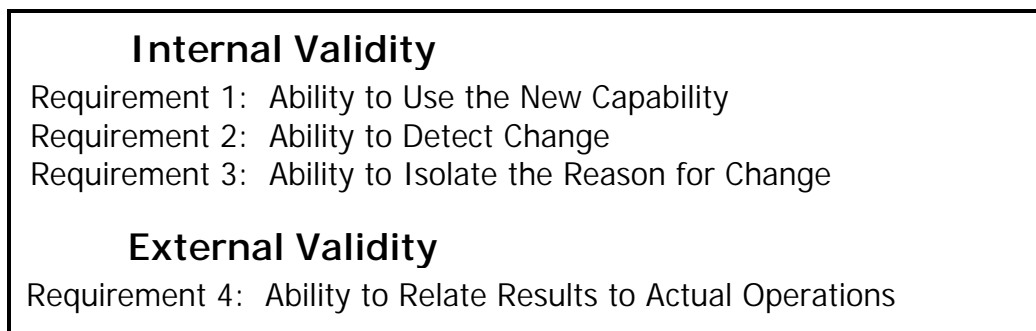 Internal Validity
Requirement 1: Ability to Use the New Capability
Requirement 2: Ability to Detect Change
Requirement 3: Ability to Isolate the Reason for Change
External Validity
Requirement 4: Ability to Relate Results to Actual Operations